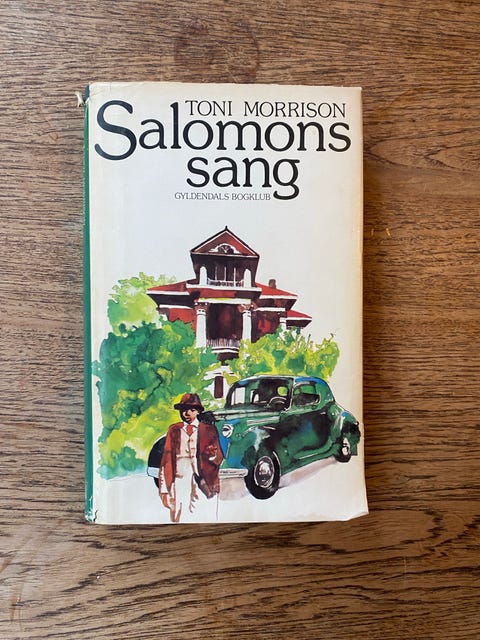 TONI MORRISON
Salomons
sang
GYLDENDALS BOGKLUB